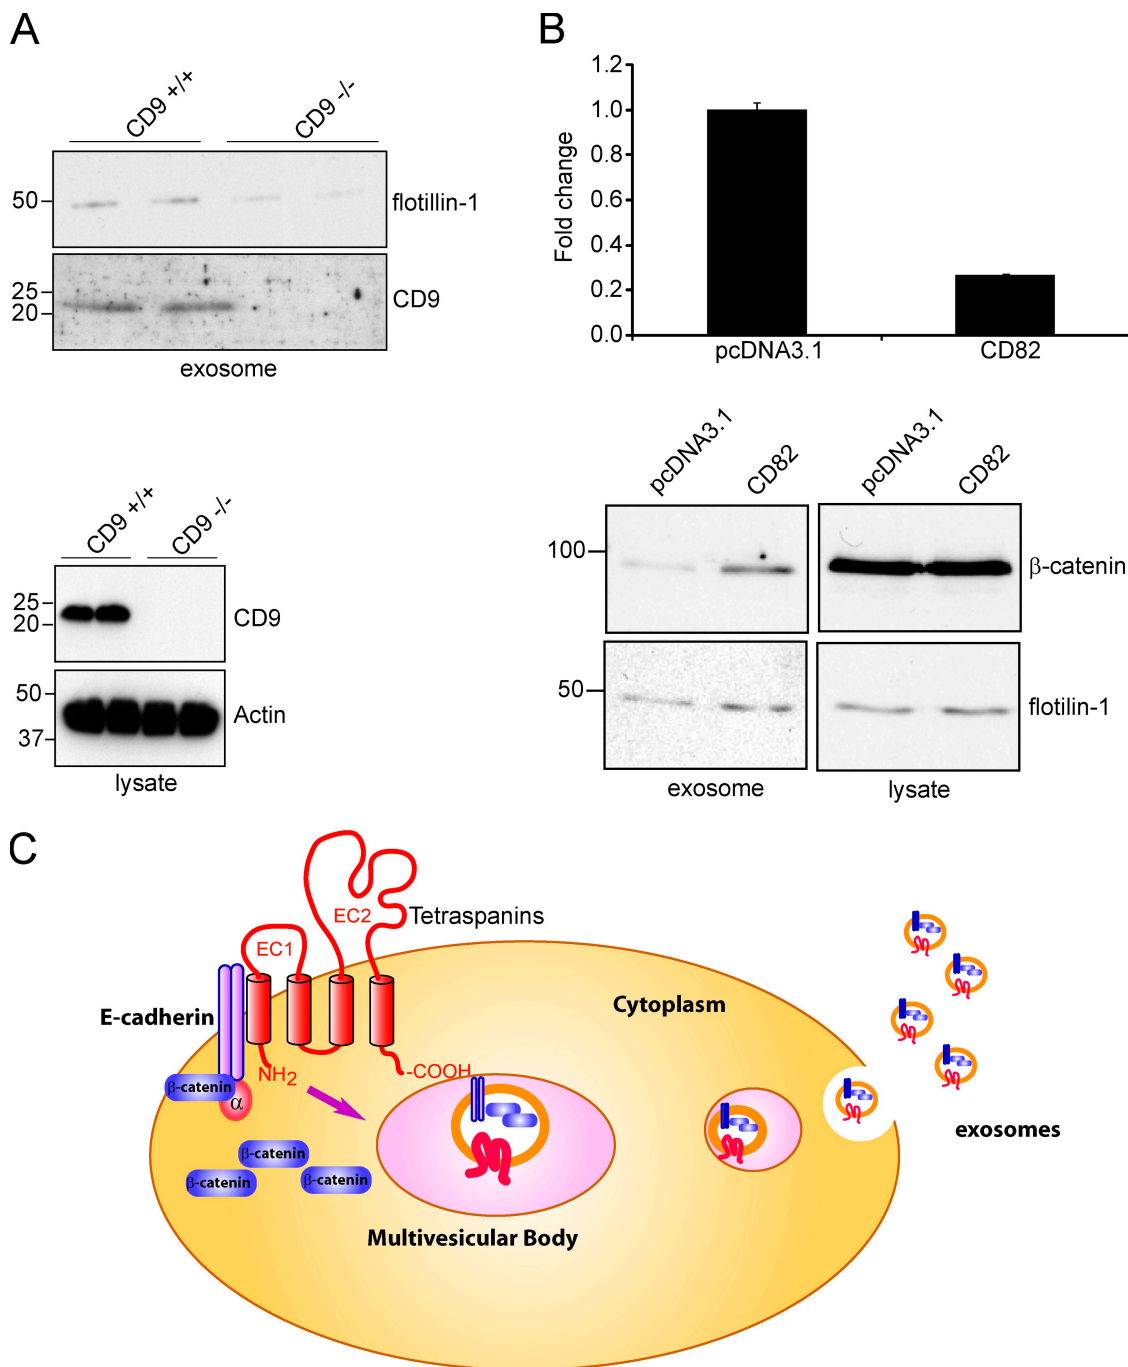 A
CD9 +/+
CD9 -/-
50
flotillin-1
25
20
CD9
exosome
CD9 +/+
CD9 -/-
25
20
CD9
50
37
Actin
lysate
B
Fold change
1.2
1.0
0.8
0.6
0.4
0.2
0.0
pcDNA3.1
CD82
pcDNA3.1
CD82
pcDNA3.1
CD82
100
β-catenin
50
flotilin-1
exosome
lysate
C
EC1
EC2
Tetraspanins
E-cadherin
Cytoplasm
NH2
-COOH
β-catenin
α
β-catenin
β-catenin
β-catenin
exosomes
Multivesicular Body